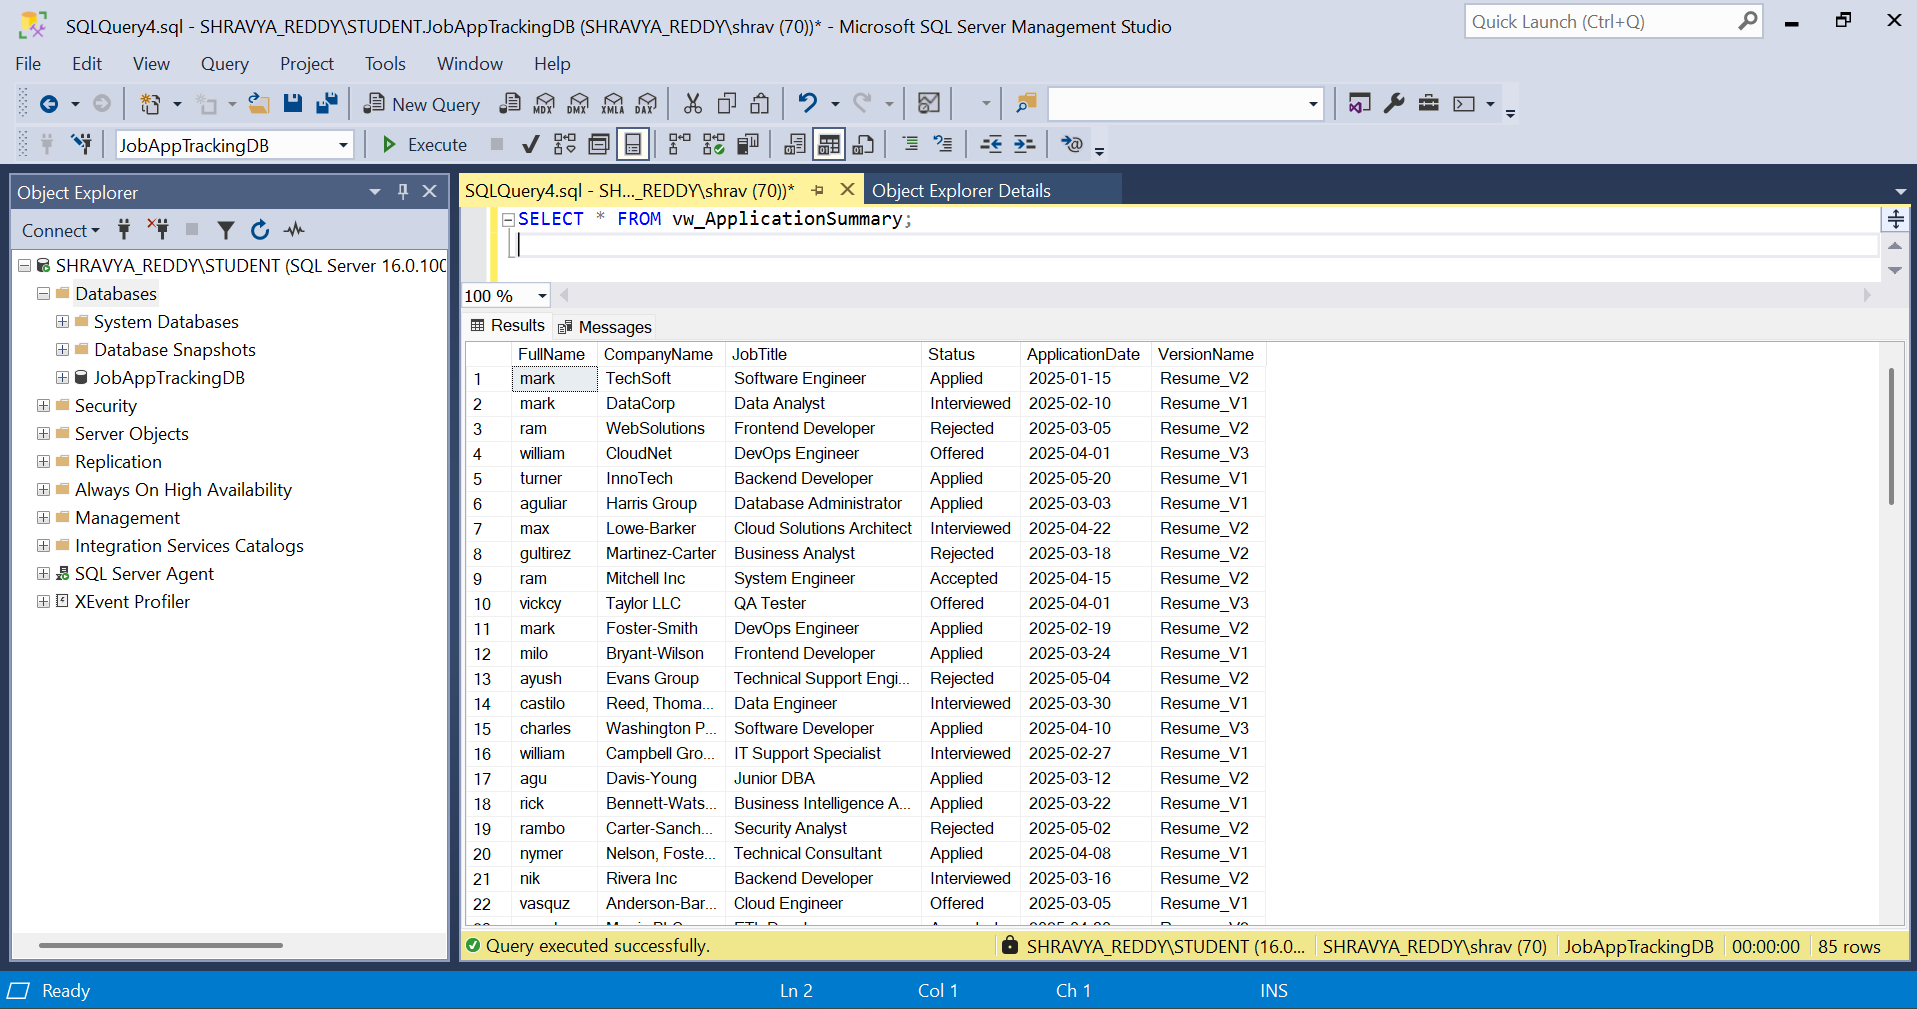 SQLQuery4.sql - SHRAVYA_REDDY\STUDENT.JobAppTrackingDB (SHRAVYA_REDDY\shrav (70))* - Microsoft SQL Server Management Studio
Quick Launch (Ctrl+Q)
File Edit View Query Project Tools Window Help
New Query MDX DMX XMLA DAX
JobAppTrackingDB Execute
Object Explorer
Connect
SHRAVYA_REDDY\STUDENT (SQL Server 16.0.100
Databases
System Databases
Database Snapshots
JobAppTrackingDB
Security
Server Objects
Replication
Always On High Availability
Management
Integration Services Catalogs
SQL Server Agent
XEvent Profiler
SQLQuery4.sql - SH..._REDDY\shrav (70))* Object Explorer Details
SELECT * FROM vw_ApplicationSummary;
100 %
Results Messages
FullName CompanyName JobTitle Status ApplicationDate VersionName
1 mark TechSoft Software Engineer Applied 2025-01-15 Resume_V2
2 mark DataCorp Data Analyst Interviewed 2025-02-10 Resume_V1
3 ram WebSolutions Frontend Developer Rejected 2025-03-05 Resume_V2
4 william CloudNet DevOps Engineer Offered 2025-04-01 Resume_V3
5 turner InnoTech Backend Developer Applied 2025-05-20 Resume_V1
6 aguliar Harris Group Database Administrator Applied 2025-03-03 Resume_V1
7 max Lowe-Barker Cloud Solutions Architect Interviewed 2025-04-22 Resume_V2
8 gultirez Martinez-Carter Business Analyst Rejected 2025-03-18 Resume_V2
9 ram Mitchell Inc System Engineer Accepted 2025-04-15 Resume_V2
10 vickcy Taylor LLC QA Tester Offered 2025-04-01 Resume_V3
11 mark Foster-Smith DevOps Engineer Applied 2025-02-19 Resume_V2
12 milo Bryant-Wilson Frontend Developer Applied 2025-03-24 Resume_V1
13 ayush Evans Group Technical Support Engi... Rejected 2025-05-04 Resume_V2
14 castilo Reed, Thoma... Data Engineer Interviewed 2025-03-30 Resume_V1
15 charles Washington P... Software Developer Applied 2025-04-10 Resume_V3
16 william Campbell Gro... IT Support Specialist Interviewed 2025-02-27 Resume_V1
17 agu Davis-Young Junior DBA Applied 2025-03-12 Resume_V2
18 rick Bennett-Wats... Business Intelligence A... Applied 2025-03-22 Resume_V1
19 rambo Carter-Sanch... Security Analyst Rejected 2025-05-02 Resume_V2
20 nymer Nelson, Foste... Technical Consultant Applied 2025-04-08 Resume_V1
21 nik Rivera Inc Backend Developer Interviewed 2025-03-16 Resume_V2
22 vasquz Anderson-Bar... Cloud Engineer Offered 2025-03-05 Resume_V1
Query executed successfully. SHRAVYA_REDDY\STUDENT (16.0... SHRAVYA_REDDY\shrav (70) JobAppTrackingDB 00:00:00 85 rows
Ready Ln 2 Col 1 Ch 1 INS